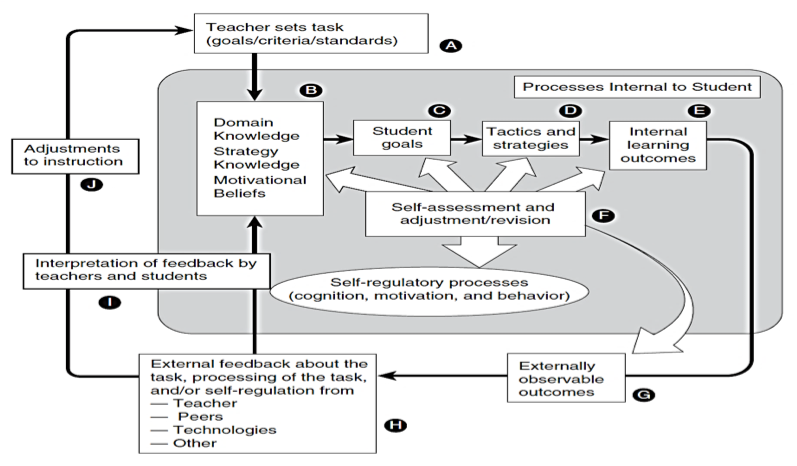 Teacher sets task
(goals/criteria/standards)
A
Processes Internal to Student
B
Domain
Knowledge
Strategy
Knowledge
Motivational
Beliefs
C
Student
goals
D
Tactics and
strategies
E
Internal
learning
outcomes
Adjustments
to instruction
J
Self-assessment and
adjustment/revision
F
Interpretation of feedback by
teachers and students
I
Self-regulatory processes
(cognition, motivation, and behavior)
External feedback about the
task, processing of the task,
and/or self-regulation from
— Teacher
— Peers
— Technologies
— Other
H
Externally
observable
outcomes
G